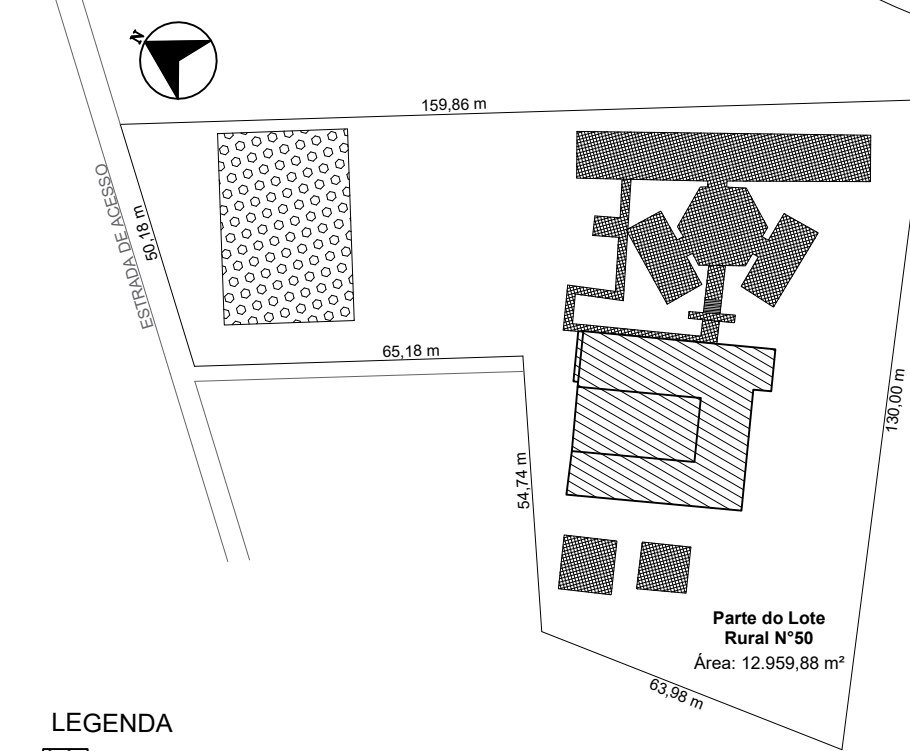 N
159,86 m
ESTRADA DE ACESSO
50,18 m
65,18 m
54,74 m
130,00 m
Parte do Lote
Rural N°50
Área: 12.959,88 m²
63,98 m
LEGENDA